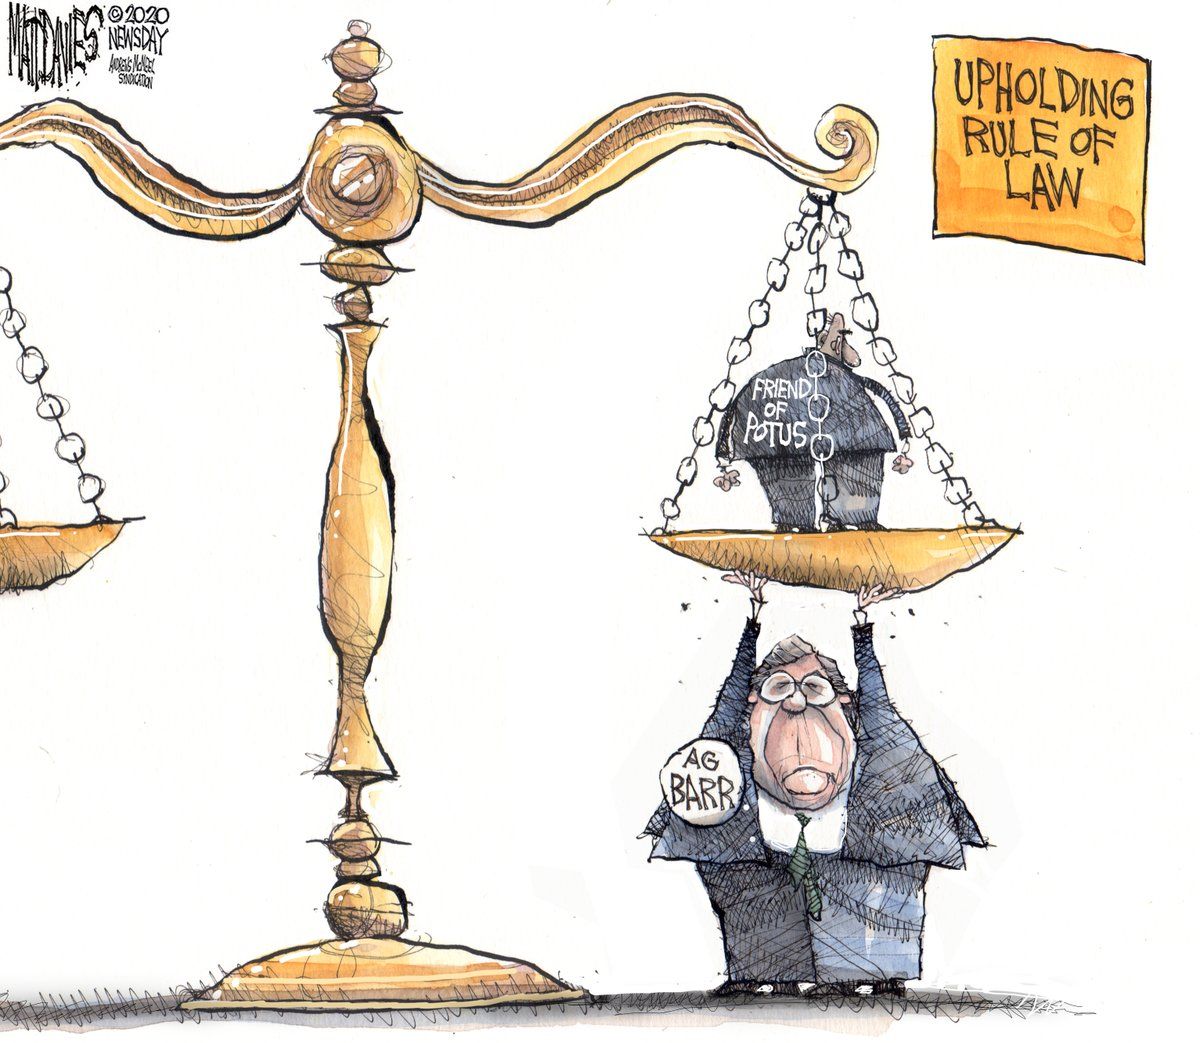 MATT DAVIES
© 2020
NEWSDAY
ANDREWS McMEEL
SYNDICATION
UPHOLDING
RULE OF
LAW
FRIEND
OF
POTUS
AG
BARR